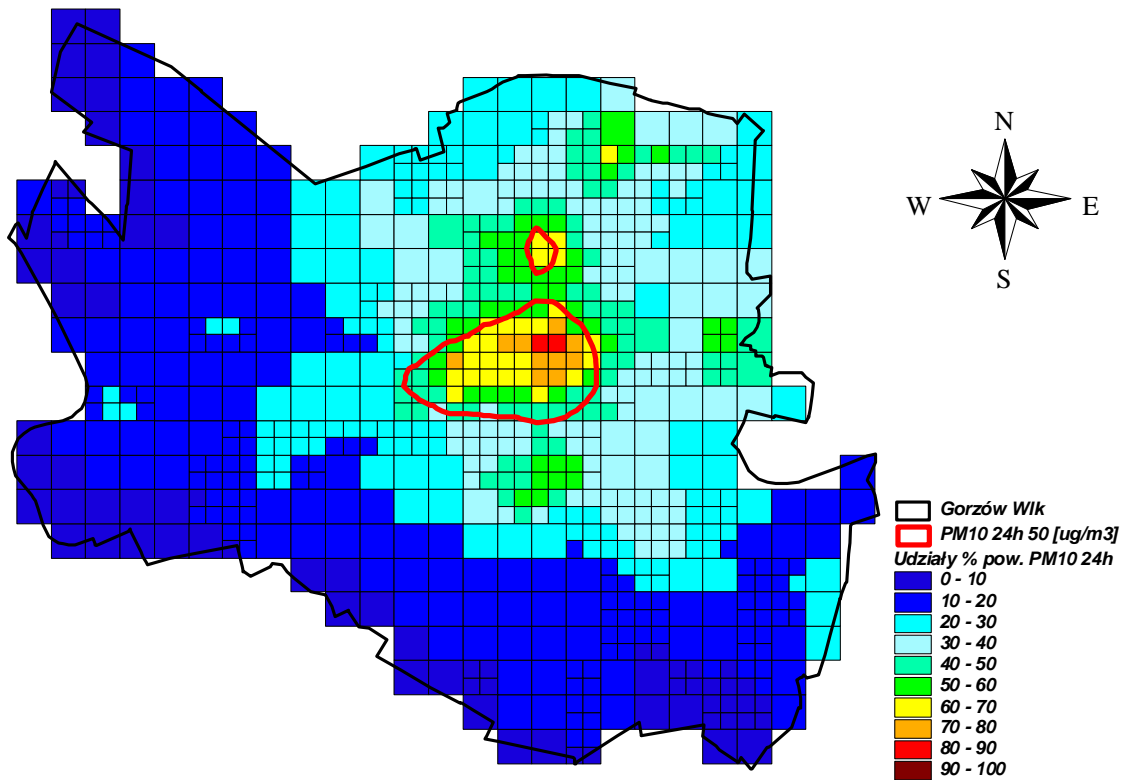 N
W E
S
Gorzów Wlk
PM10 24h 50 [ug/m3]
Udziały % pow. PM10 24h
0 - 10
10 - 20
20 - 30
30 - 40
40 - 50
50 - 60
60 - 70
70 - 80
80 - 90
90 - 100